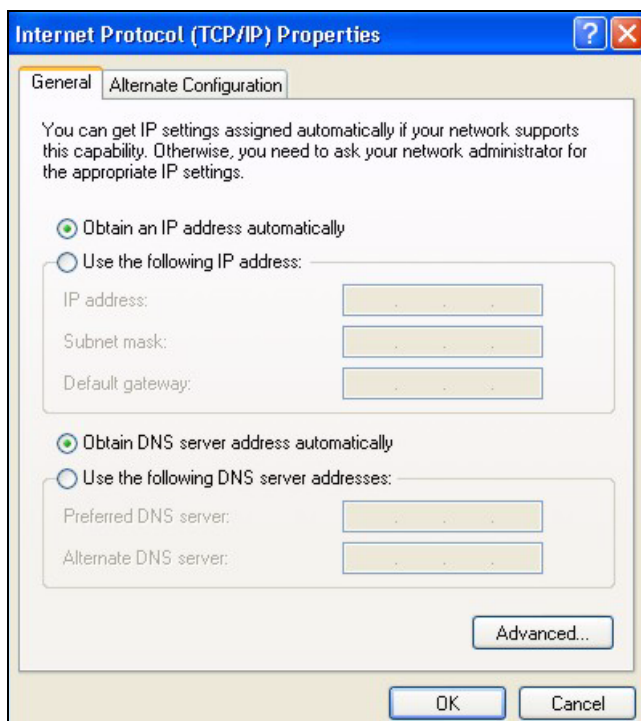 Internet Protocol (TCP/IP) Properties
General
Alternate Configuration
You can get IP settings assigned automatically if your network supports
this capability. Otherwise, you need to ask your network administrator for
the appropriate IP settings.
Obtain an IP address automatically
Use the following IP address:
IP address:
Subnet mask:
Default gateway:
Obtain DNS server address automatically
Use the following DNS server addresses:
Preferred DNS server:
Alternate DNS server:
Advanced...
OK
Cancel